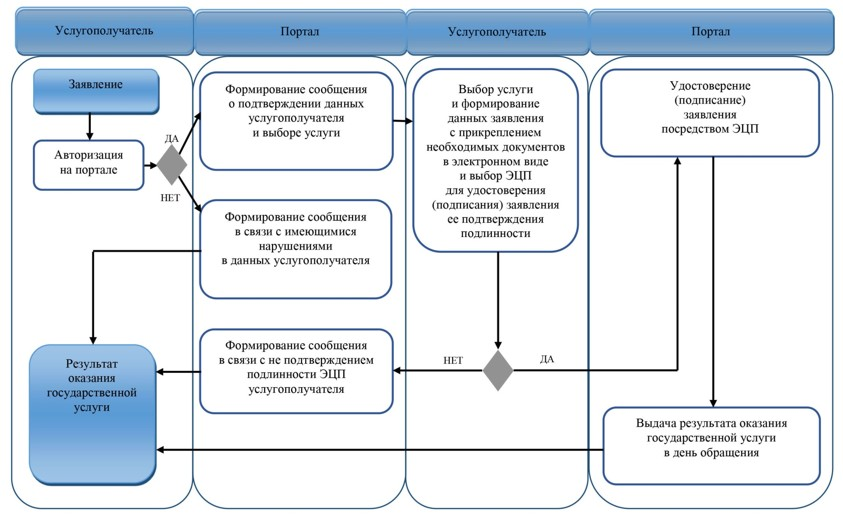 Услугополучатель
Портал
Услугополучатель
Портал
Заявление
Авторизация
на портале
ДА
НЕТ
Формирование сообщения
о подтверждении данных
услугополучателя
и выборе услуги
Формирование сообщения
в связи с имеющимися
нарушениями
в данных услугополучателя
Формирование сообщения
в связи с не подтверждением
подлинности ЭЦП
услугополучателя
Результат
оказания
государственной
услуги
Выбор услуги
и формирование
данных заявления
с прикреплением
необходимых документов
в электронном виде
и выбор ЭЦП
для удостоверения
(подписания) заявления
ее подтверждения
подлинности
НЕТ
ДА
Удостоверение
(подписание)
заявления
посредством ЭЦП
Выдача результата оказания
государственной услуги
в день обращения